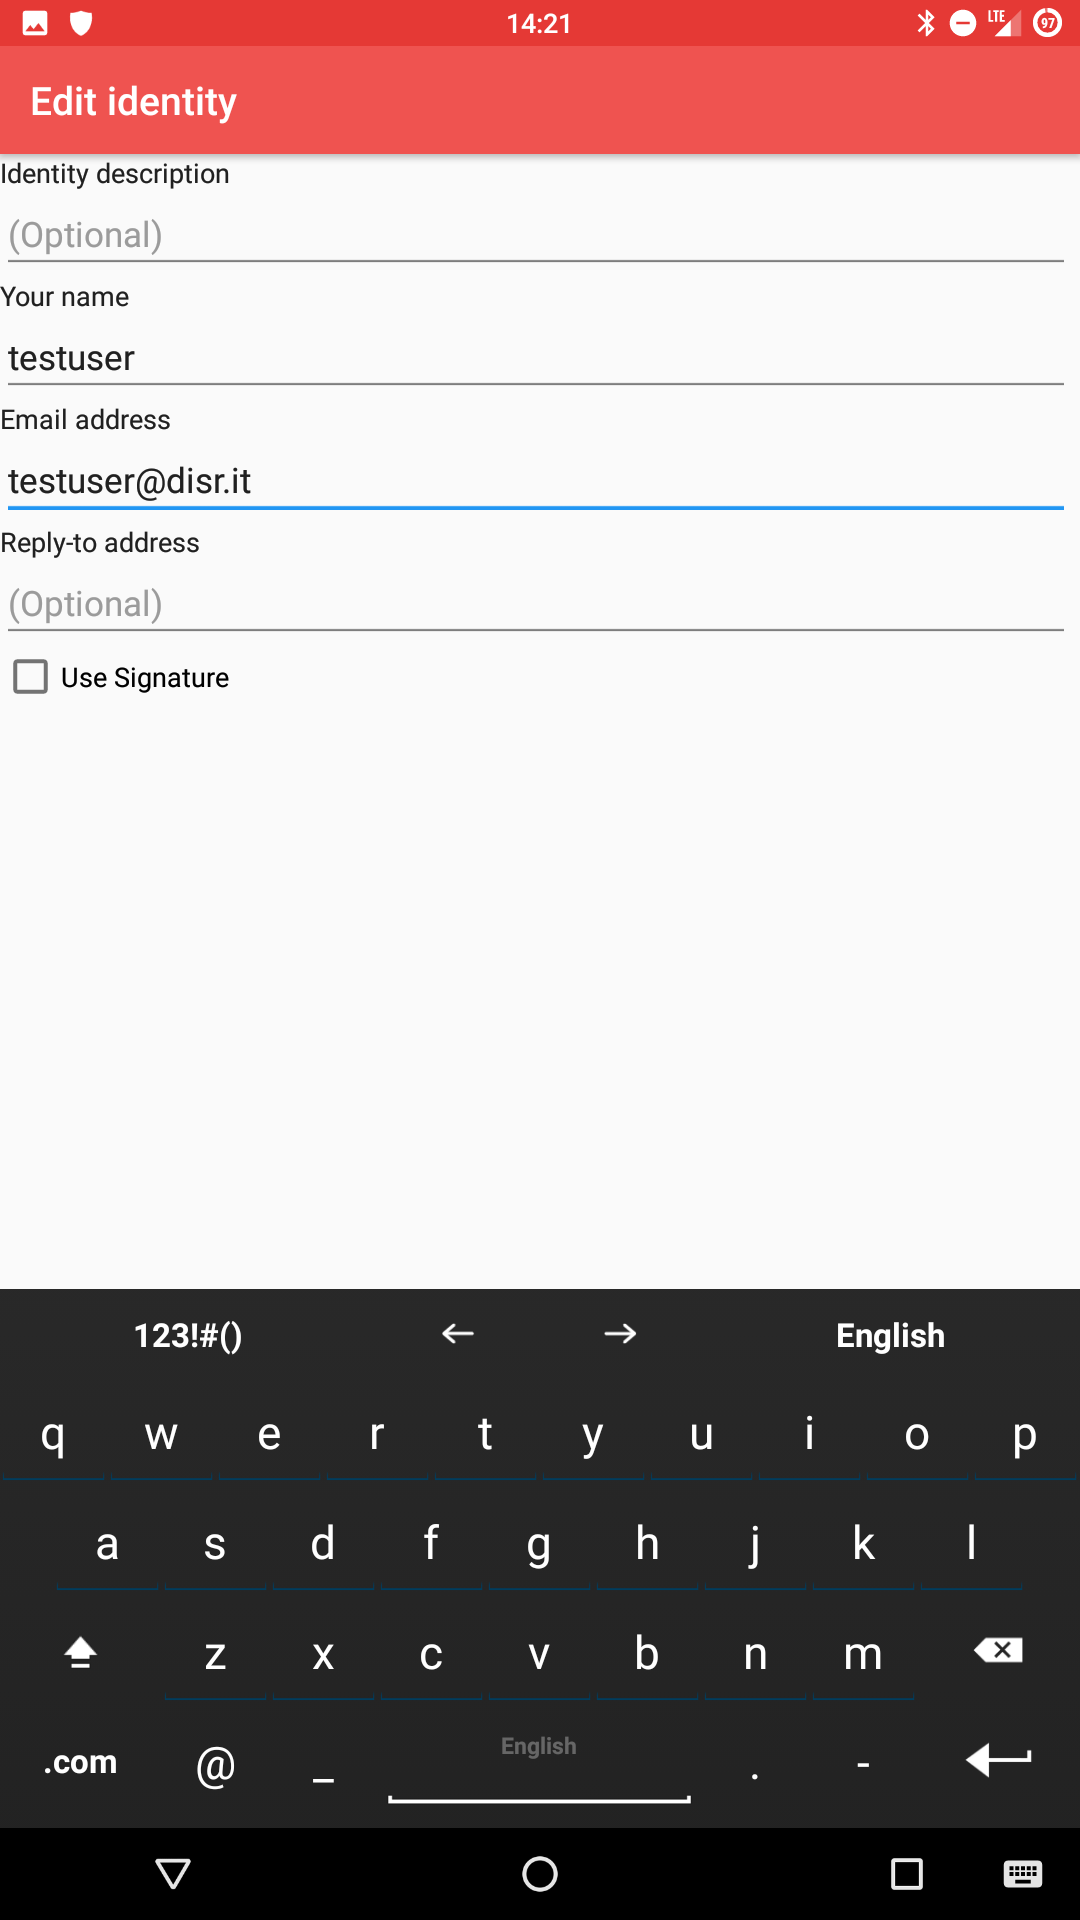 14:21
LTE
97
Edit identity
Identity description
(Optional)
Your name
testuser
Email address
testuser@disr.it
Reply-to address
(Optional)
Use Signature
123!#() English
q w e r t y u i o p
a s d f g h j k l
z x c v b n m
.com @ _ English . -